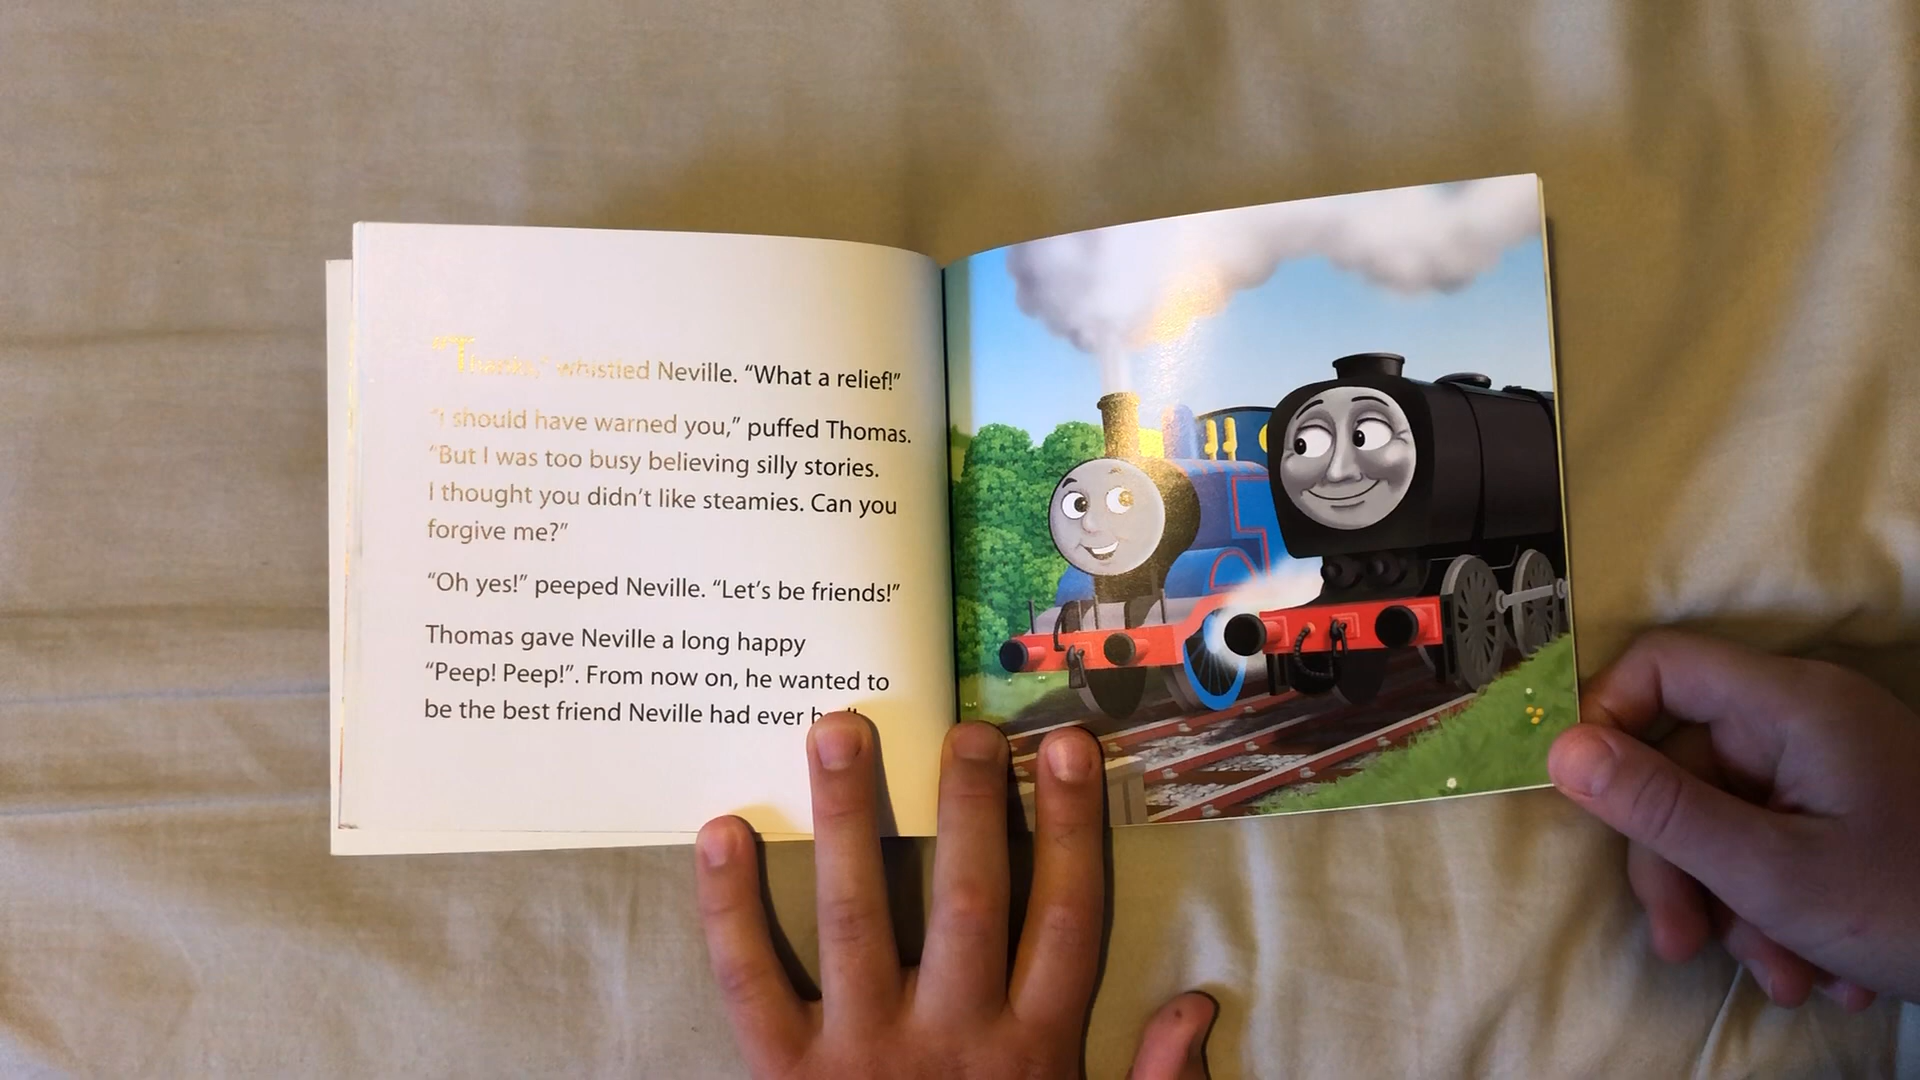 “Thanks,” whistled Neville. “What a relief!”
“I should have warned you,” puffed Thomas.
“But I was too busy believing silly stories.
I thought you didn’t like steamies. Can you
forgive me?”
“Oh yes!” peeped Neville. “Let’s be friends!”
Thomas gave Neville a long happy
“Peep! Peep!”. From now on, he wanted to
be the best friend Neville had ever